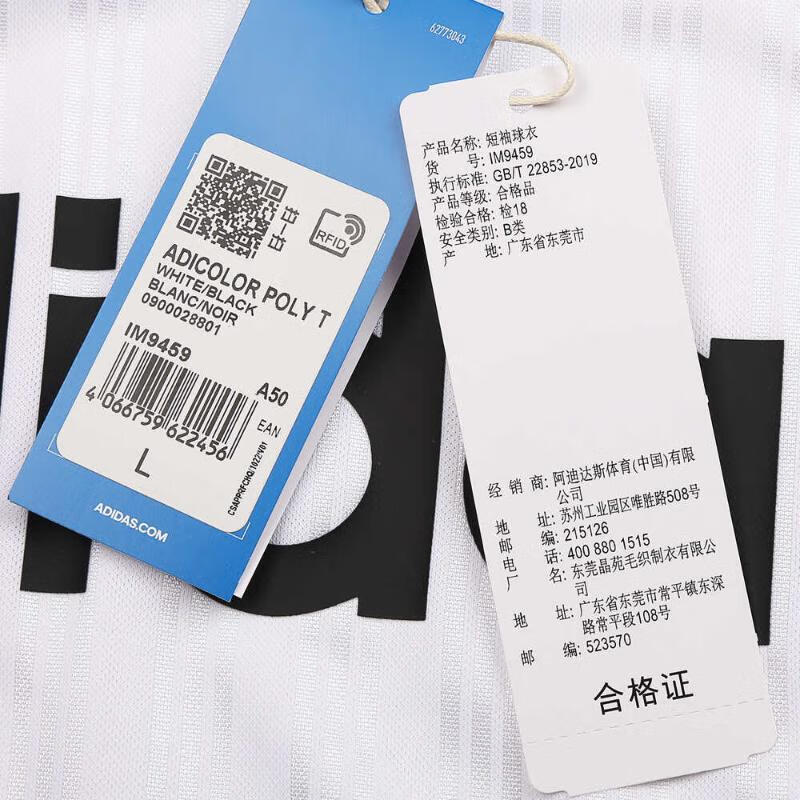 62773043
RFID
ADICOLOR POLY T
WHITE/BLACK
BLANC/NOIR
0900028801
IM9459
A50
4 066759 622456
EAN
L
CSAPPRFCHQ/1022/V01
ADIDAS.COM
产品名称: 短袖球衣
货 号: IM9459
执行标准: GB/T 22853-2019
产品等级: 合格品
检验合格: 检18
安全类别: B类
产 地: 广东省东莞市
经 销 商: 阿迪达斯体育(中国)有限
公司
地 址: 苏州工业园区唯胜路508号
邮 编: 215126
电 话: 400 880 1515
厂 名: 东莞晶苑毛织制衣有限公
司
地 址: 广东省东莞市常平镇东深
路常平段108号
邮 编: 523570
合格证